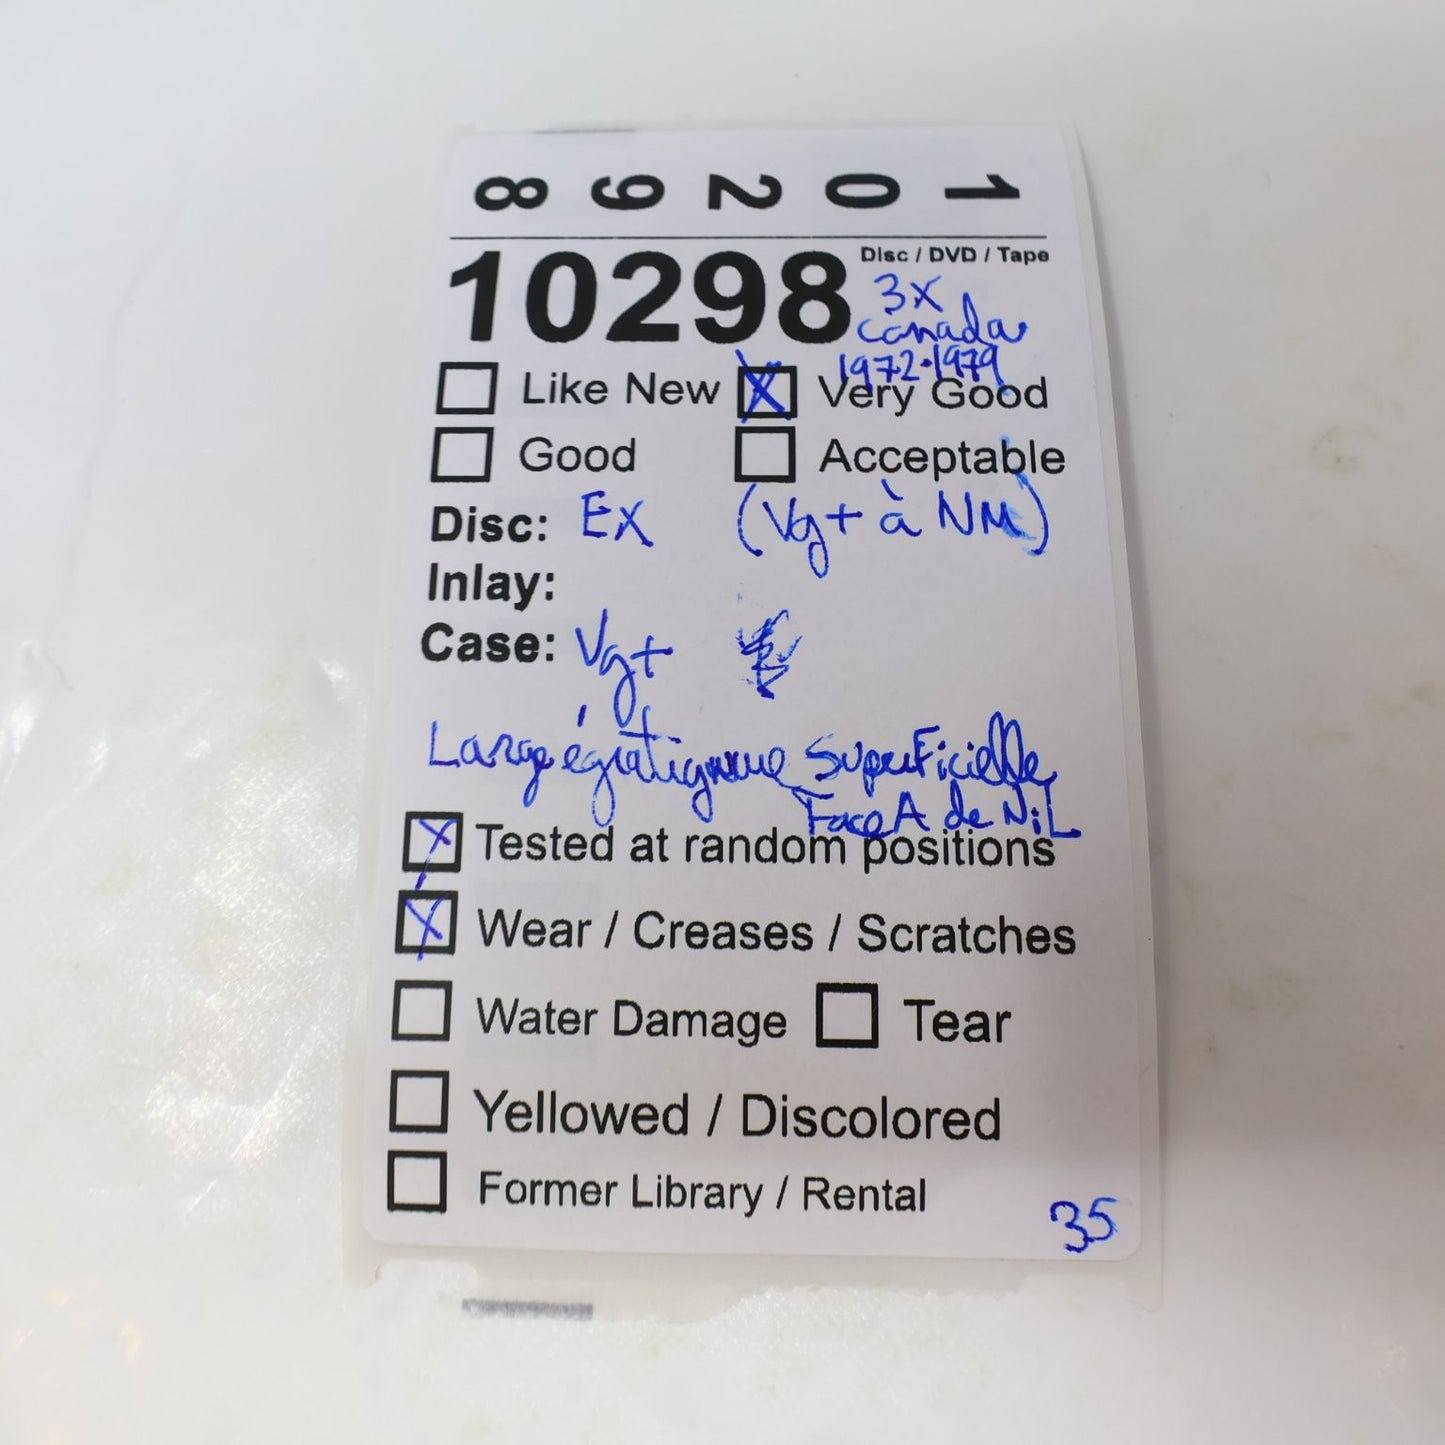 10298
10298 Disc / DVD / Tape
3x
canada
1972-1979
Like New Very Good
Good Acceptable
Disc: Ex (Vg+ à NM)
Inlay:
Case: Vg+
Large égratignure Superficielle
Face A de NiL
Tested at random positions
Wear / Creases / Scratches
Water Damage Tear
Yellowed / Discolored
Former Library / Rental
35